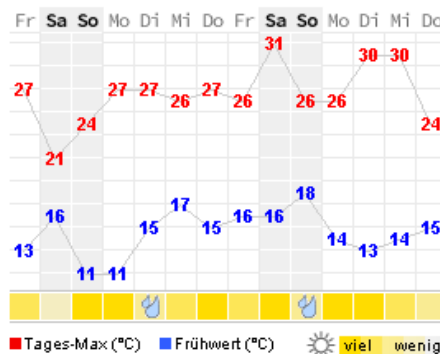 Fr Sa So Mo Di Mi Do Fr Sa So Mo Di Mi Do
31
30 30
27 27 27 27
26 26 26 26
24 24
21
18
17
16 16 16
15 15 15
14 14
13 13
11 11
Tages-Max (°C) Frühwert (°C) viel wenig